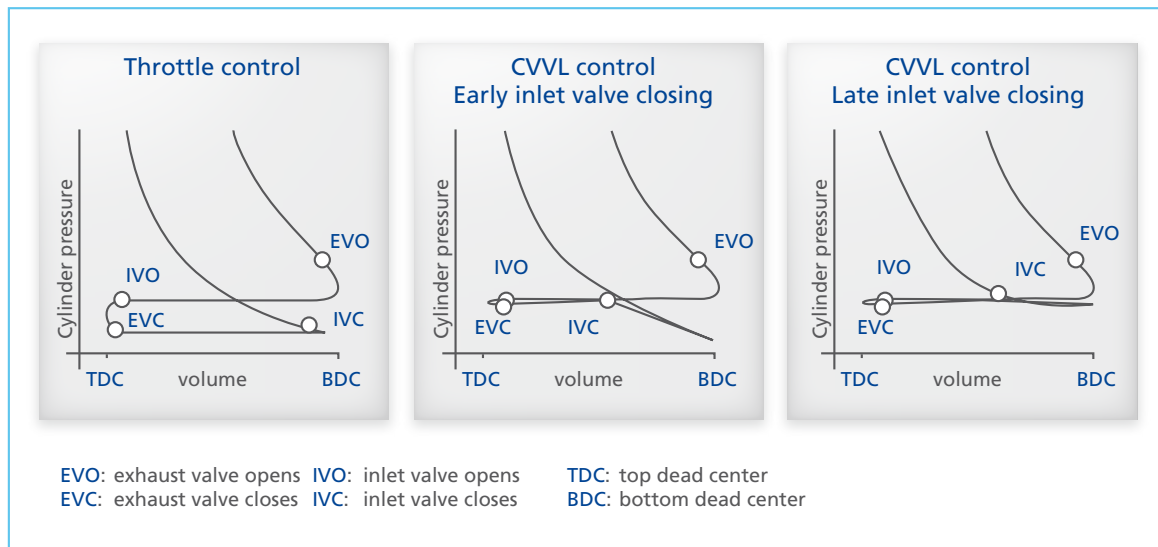 Throttle control
Cylinder pressure
EVO
IVO
EVC
IVC
TDC
volume
BDC
CVVL control
Early inlet valve closing
Cylinder pressure
EVO
IVO
EVC
IVC
TDC
volume
BDC
CVVL control
Late inlet valve closing
Cylinder pressure
EVO
IVO
IVC
EVC
TDC
volume
BDC
EVO: exhaust valve opens IVO: inlet valve opens TDC: top dead center
EVC: exhaust valve closes IVC: inlet valve closes BDC: bottom dead center